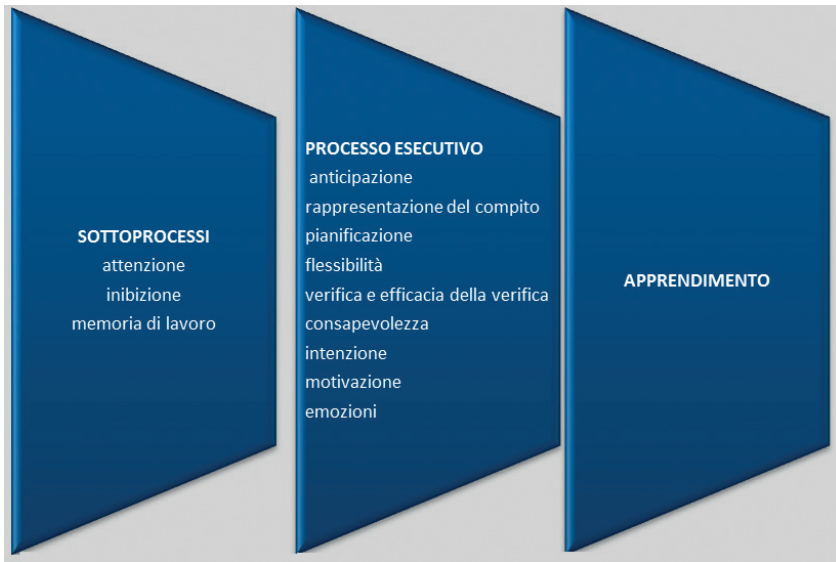 SOTTOPROCESSI
attenzione
inibizione
memoria di lavoro
PROCESSO ESECUTIVO
anticipazione
rappresentazione del compito
pianificazione
flessibilità
verifica e efficacia della verifica
consapevolezza
intenzione
motivazione
emozioni
APPRENDIMENTO